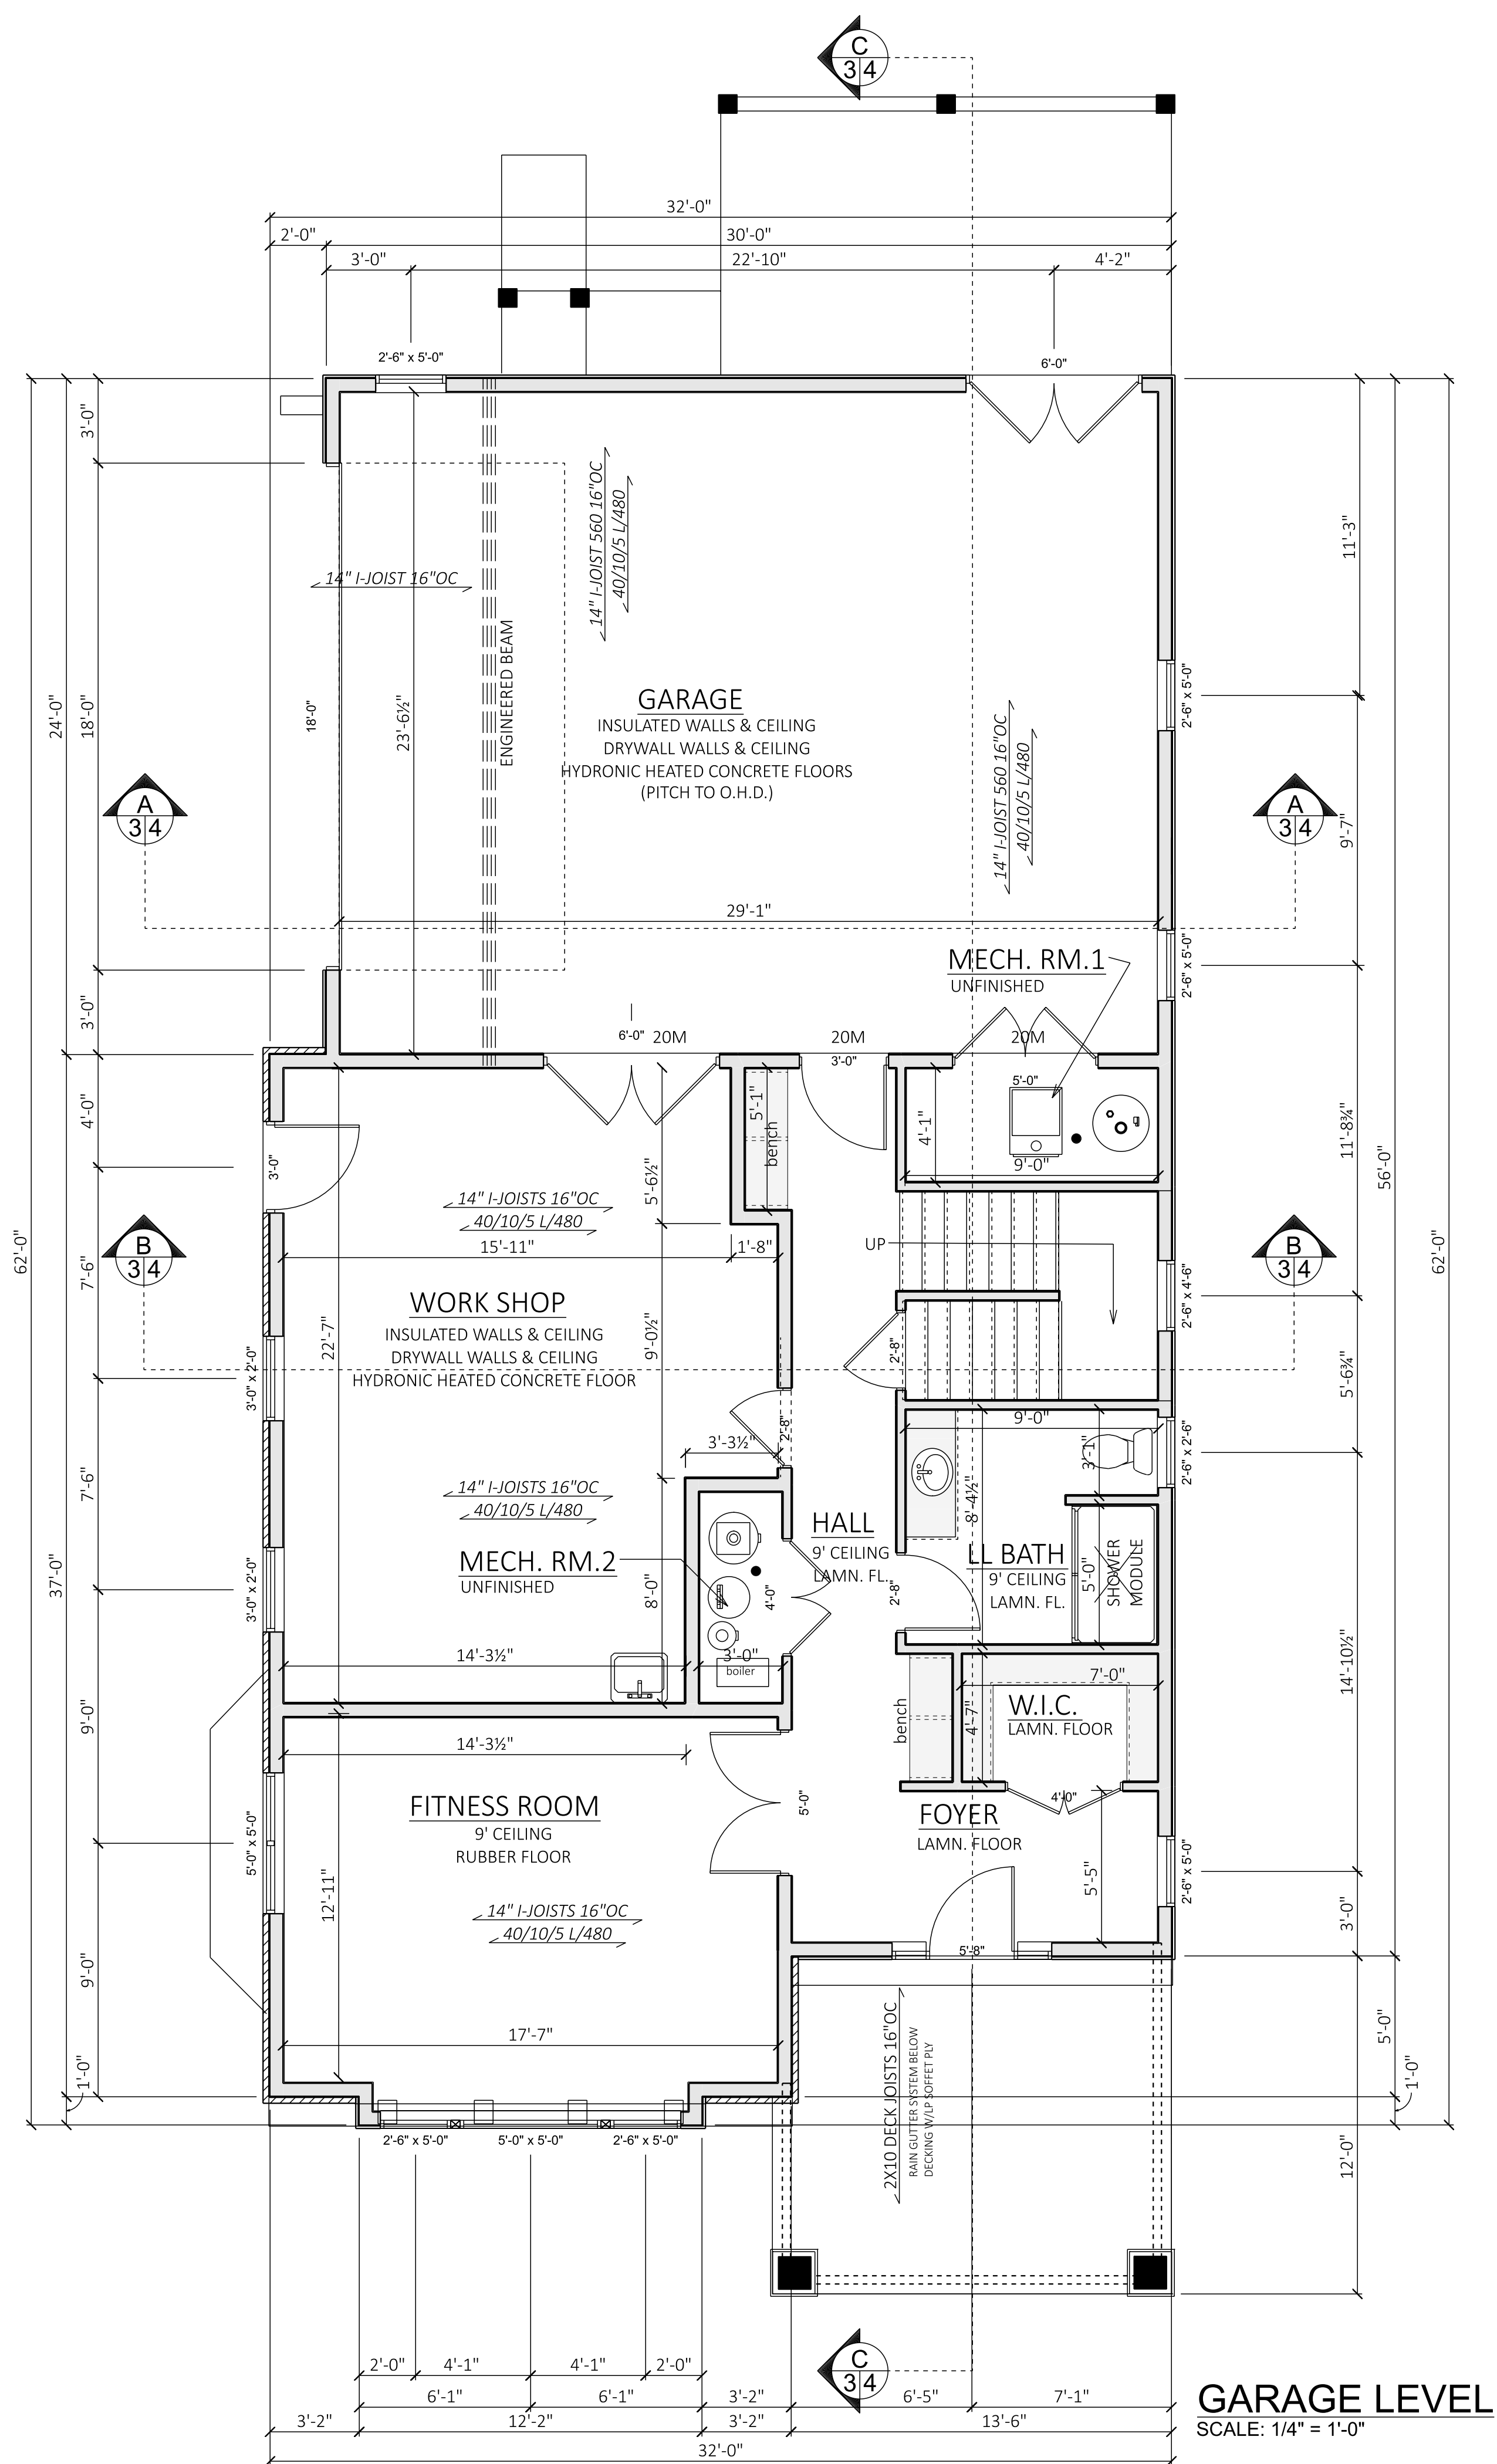 C
3 4
32'-0"
2'-0"
30'-0"
3'-0"
22'-10"
4'-2"
2'-6" x 5'-0"
6'-0"
3'-0"
18'-0"
3'-0"
24'-0"
62'-0"
18'-0"
23'-6½"
14" I-JOIST 16"OC
ENGINEERED BEAM
14" I-JOIST 560 16"OC
40/10/5 L/480
GARAGE
INSULATED WALLS & CEILING
DRYWALL WALLS & CEILING
HYDRONIC HEATED CONCRETE FLOORS
(PITCH TO O.H.D.)
14" I-JOIST 560 16"OC
40/10/5 L/480
2'-6" x 5'-0"
11'-3"
A
3 4
A
3 4
9'-7"
29'-1"
MECH. RM.1
UNFINISHED
2'-6" x 5'-0"
6'-0"
20M
20M
3'-0"
20M
5'-0"
4'-0"
3'-0"
5'-6½"
5'-1"
bench
4'-1"
9'-0"
11'-8¾"
56'-0"
62'-0"
14" I-JOISTS 16"OC
40/10/5 L/480
15'-11"
1'-8"
UP
B
3 4
B
3 4
7'-6"
2'-6" x 4'-6"
WORK SHOP
INSULATED WALLS & CEILING
DRYWALL WALLS & CEILING
HYDRONIC HEATED CONCRETE FLOOR
22'-7"
9'-0½"
2'-8"
5'-6¾"
3'-0" x 2'-0"
2'-8"
9'-0"
3'-3½"
3'-1"
2'-6" x 2'-6"
7'-6"
14" I-JOISTS 16"OC
40/10/5 L/480
8'-4½"
HALL
9' CEILING
LAMN. FL.
LL BATH
9' CEILING
LAMN. FL.
5'-0"
SHOWER
MODULE
MECH. RM.2
UNFINISHED
37'-0"
3'-0" x 2'-0"
8'-0"
4'-0"
2'-8"
14'-3½"
3'-0"
boiler
7'-0"
14'-10½"
9'-0"
bench
4'-7"
W.I.C.
LAMN. FLOOR
14'-3½"
4'-0"
5'-0"
FITNESS ROOM
9' CEILING
RUBBER FLOOR
FOYER
LAMN. FLOOR
5'-0" x 5'-0"
12'-11"
5'-5"
2'-6" x 5'-0"
3'-0"
14" I-JOISTS 16"OC
40/10/5 L/480
5'-8"
9'-0"
17'-7"
2X10 DECK JOISTS 16"OC
RAIN GUTTER SYSTEM BELOW
DECKING W/LP SOFFET PLY
5'-0"
1'-0"
1'-0"
2'-6" x 5'-0"
5'-0" x 5'-0"
2'-6" x 5'-0"
12'-0"
C
3 4
2'-0"
4'-1"
4'-1"
2'-0"
6'-1"
6'-1"
3'-2"
6'-5"
7'-1"
3'-2"
12'-2"
3'-2"
13'-6"
32'-0"
GARAGE LEVEL
SCALE: 1/4" = 1'-0"